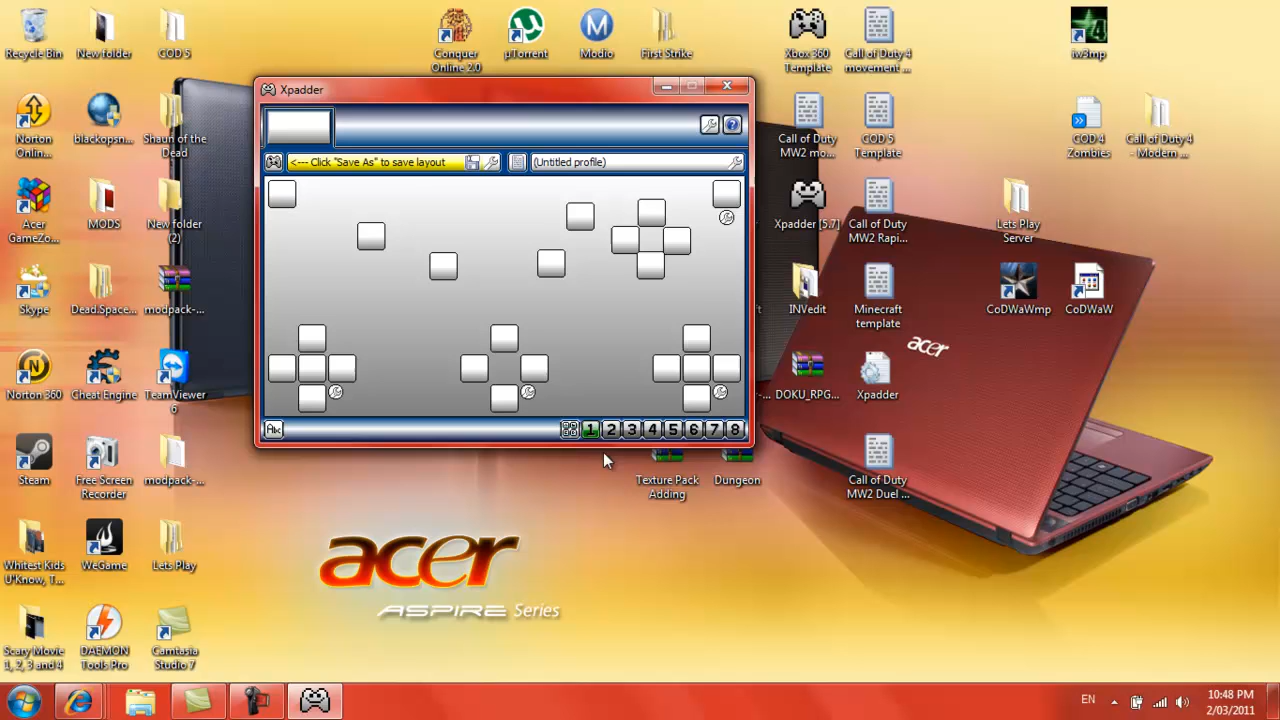 Recycle Bin
New folder
COD 5
Conquer
Online 2.0
µTorrent
Modio
First Strike
Xbox 360
Template
Call of Duty 4
movement ...
iw3mp
Xpadder
<--- Click "Save As" to save layout
(Untitled profile)
Norton
Onlin...
blackopsn...
Shaun of the
Dead
Call of Duty
MW2 mo...
COD 5
Template
COD 4
Zombies
Call of Duty 4
- Modern ...
Acer
GameZo...
MODS
New folder
(2)
Xpadder [5.7]
Call of Duty
MW2 Rapi...
Lets Play
Server
Skype
Dead.Space...
modpack-...
INVedit
Minecraft
template
CoDWaWmp
CoDWaW
acer
Norton 360
Cheat Engine
TeamViewer
6
DOKU_RPG...
Xpadder
1 2 3 4 5 6 7 8
Steam
Free Screen
Recorder
modpack-...
Texture Pack
Adding
Dungeon
Call of Duty
MW2 Duel ...
Whitest Kids
U'Know, T...
WeGame
Lets Play
acer
ASPIRE Series
Scary Movie
1, 2, 3 and 4
DAEMON
Tools Pro
Camtasia
Studio 7
EN
10:48 PM
2/03/2011